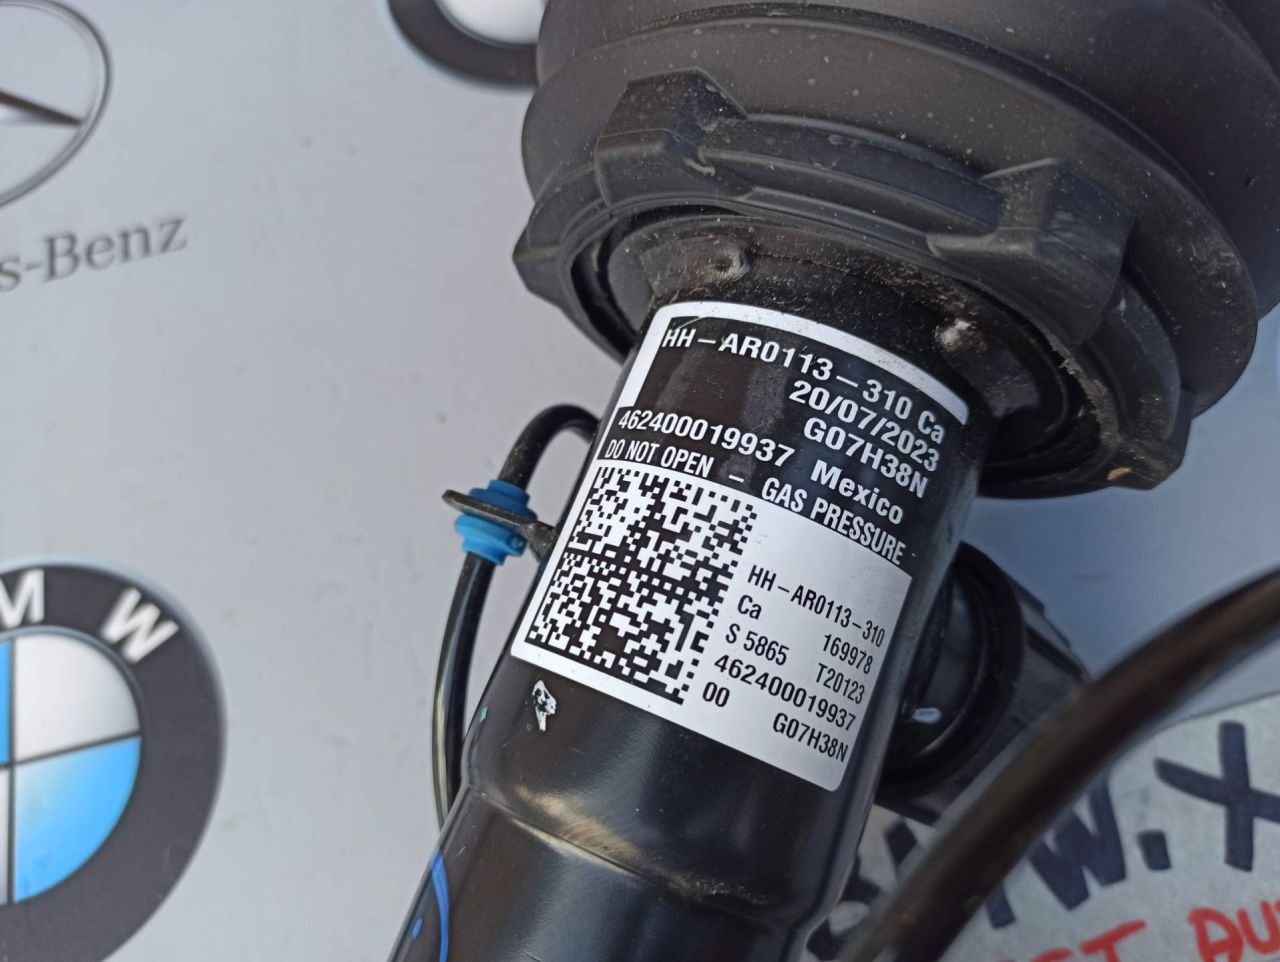 s-Benz
MW
HH-AR0113-310 Ca
20/07/2023
G07H38N
462400019937 Mexico
DO NOT OPEN - GAS PRESSURE
HH-AR0113-310
Ca 169978
S 5865 T20123
462400019937
00 G07H38N